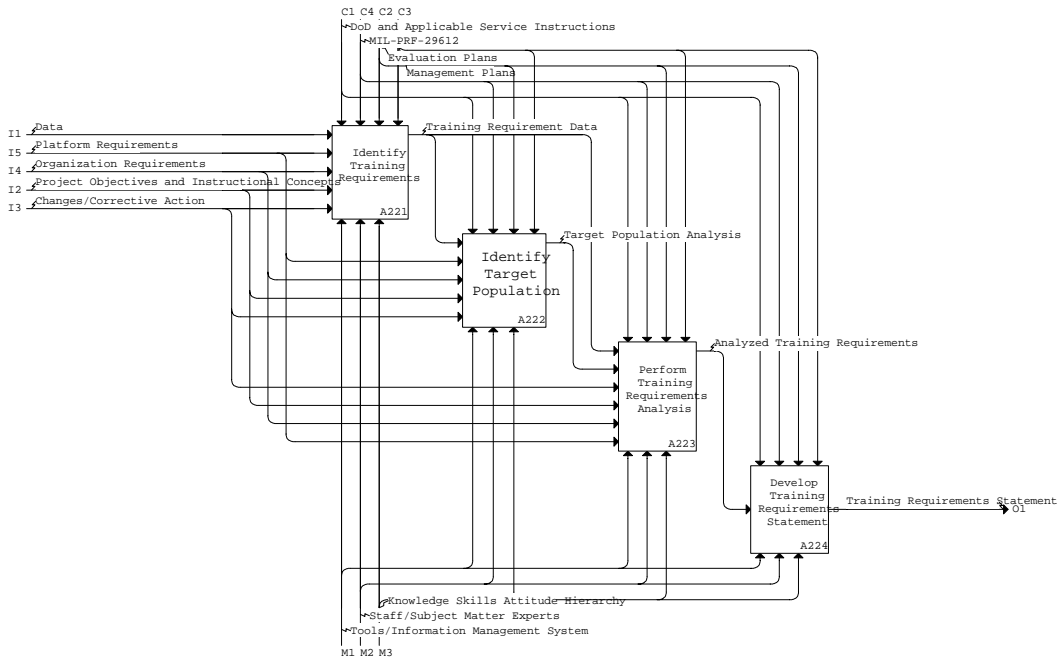 C1 C4 C2 C3
DoD and Applicable Service Instructions
MIL-PRF-29612
Evaluation Plans
Management Plans
I1 Data
Training Requirement Data
I5 Platform Requirements
I4 Organization Requirements
I2 Project Objectives and Instructional Concepts
I3 Changes/Corrective Action
Identify
Training
Requirements
A221
Target Population Analysis
Identify
Target
Population
A222
Analyzed Training Requirements
Perform
Training
Requirements
Analysis
A223
Develop
Training
Requirements
Statement
A224
Training Requirements Statement
O1
Knowledge Skills Attitude Hierarchy
Staff/Subject Matter Experts
Tools/Information Management System
M1 M2 M3